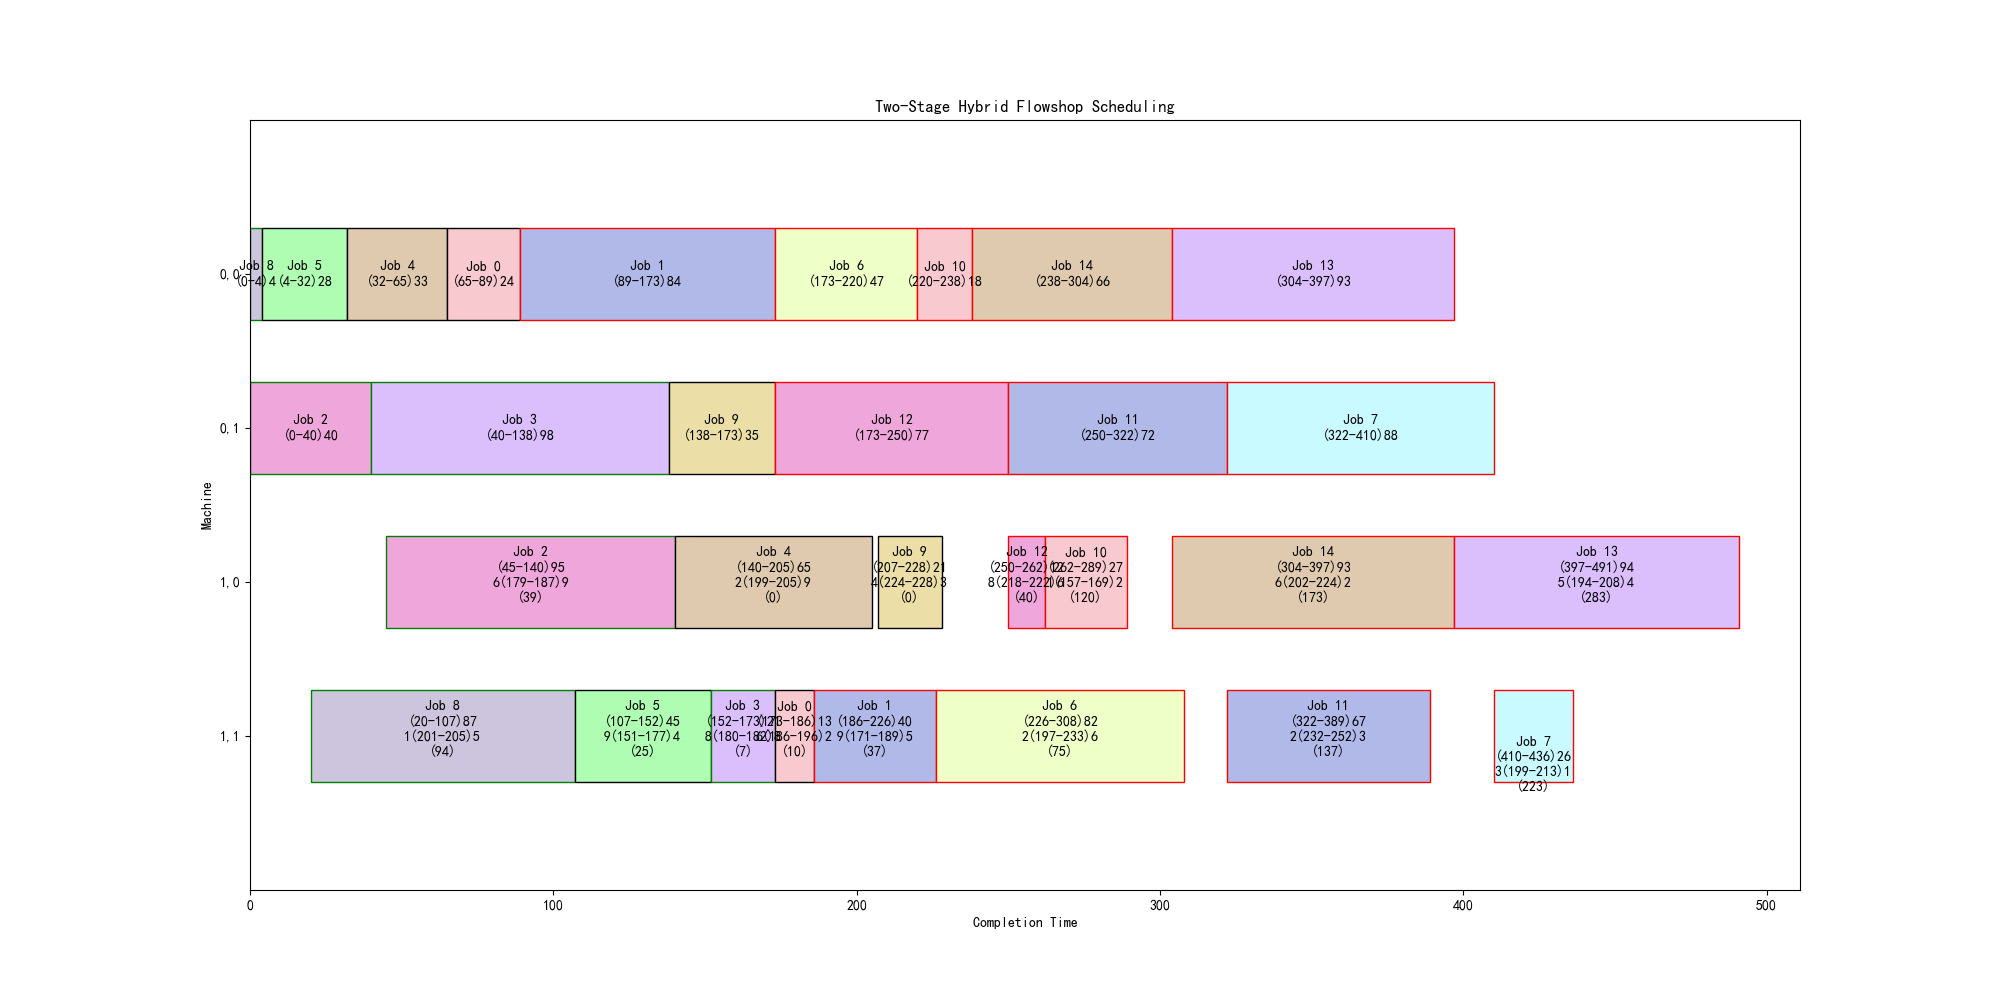 Two-Stage Hybrid Flowshop Scheduling
0,0
Job 8
(0-4)4
Job 5
(4-32)28
Job 4
(32-65)33
Job 0
(65-89)24
Job 1
(89-173)84
Job 6
(173-220)47
Job 10
(220-238)18
Job 14
(238-304)66
Job 13
(304-397)93
0,1
Job 2
(0-40)40
Job 3
(40-138)98
Job 9
(138-173)35
Job 12
(173-250)77
Job 11
(250-322)72
Job 7
(322-410)88
Machine
1,0
Job 2
(45-140)95
6(179-187)9
(39)
Job 4
(140-205)65
2(199-205)9
(0)
Job 9
(207-228)21
4(224-228)3
(0)
Job 12
(250-262)12
8(218-222)6
(40)
Job 10
(262-289)27
(157-169)2
(120)
Job 14
(304-397)93
6(202-224)2
(173)
Job 13
(397-491)94
5(194-208)4
(283)
1,1
Job 8
(20-107)87
1(201-205)5
(94)
Job 5
(107-152)45
9(151-177)4
(25)
Job 3
(152-173)21
8(180-182)8
(7)
Job 0
(173-186)13
6(186-196)2
(10)
Job 1
(186-226)40
9(171-189)5
(37)
Job 6
(226-308)82
2(197-233)6
(75)
Job 11
(322-389)67
2(232-252)3
(137)
Job 7
(410-436)26
3(199-213)1
(223)
0
100
200
300
400
500
Completion Time